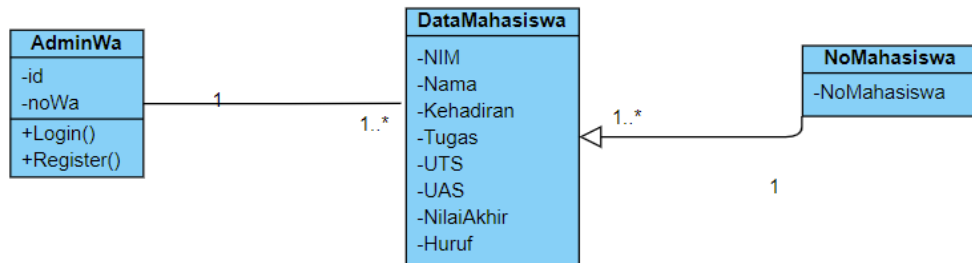 AdminWa
-id
-noWa
+Login()
+Register()
1
1..*
DataMahasiswa
-NIM
-Nama
-Kehadiran
-Tugas
-UTS
-UAS
-NilaiAkhir
-Huruf
1..*
1
NoMahasiswa
-NoMahasiswa